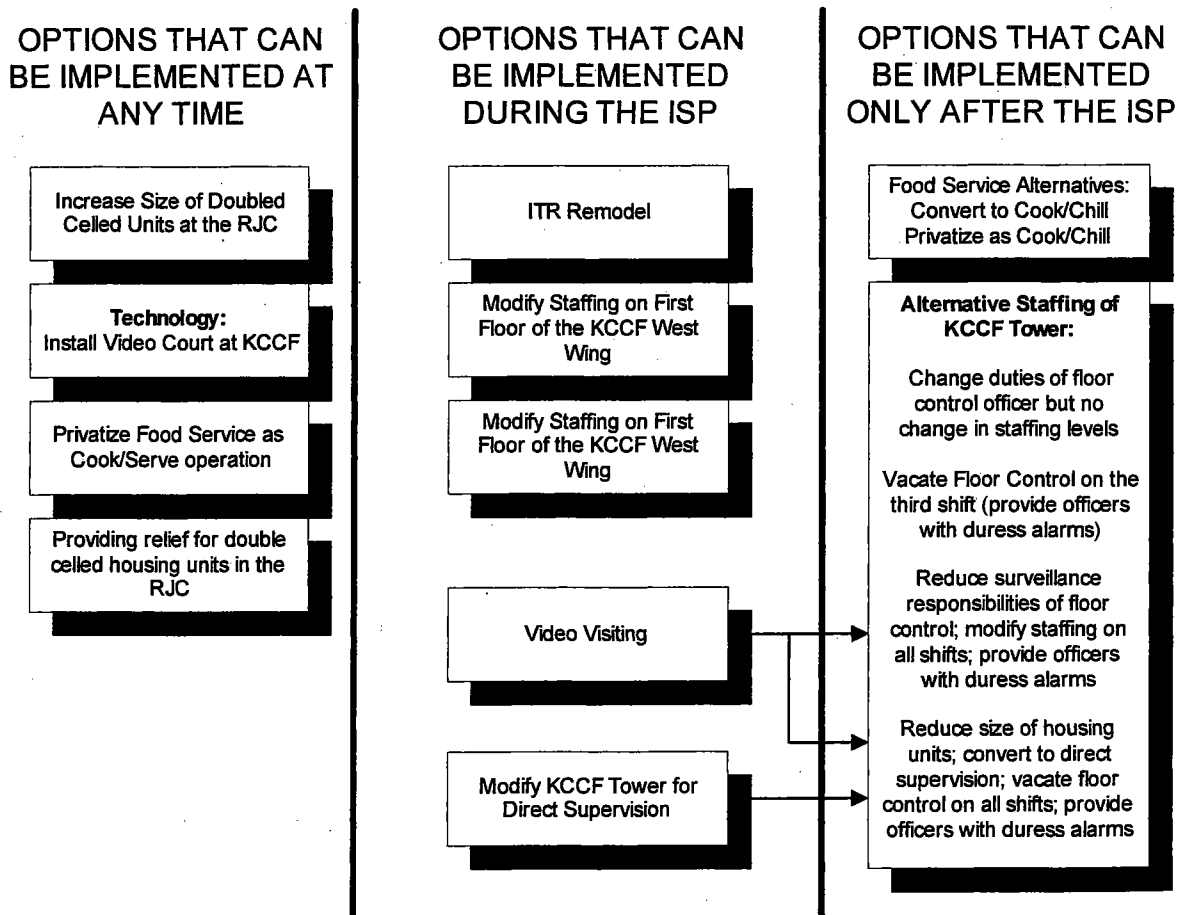 OPTIONS THAT CAN
BE IMPLEMENTED AT
ANY TIME
Increase Size of Doubled
Celled Units at the RJC
Technology:
Install Video Court at KCCF
Privatize Food Service as
Cook/Serve operation
Providing relief for double
celled housing units in the
RJC
OPTIONS THAT CAN
BE IMPLEMENTED
DURING THE ISP
ITR Remodel
Modify Staffing on First
Floor of the KCCF West
Wing
Modify Staffing on First
Floor of the KCCF West
Wing
Video Visiting
Modify KCCF Tower for
Direct Supervision
OPTIONS THAT CAN
BE IMPLEMENTED
ONLY AFTER THE ISP
Food Service Alternatives:
Convert to Cook/Chill
Privatize as Cook/Chill
Alternative Staffing of
KCCF Tower:
Change duties of floor
control officer but no
change in staffing levels
Vacate Floor Control on the
third shift (provide officers
with duress alarms)
Reduce surveillance
responsibilities of floor
control; modify staffing on
all shifts; provide officers
with duress alarms
Reduce size of housing
units; convert to direct
supervision; vacate floor
control on all shifts; provide
officers with duress alarms